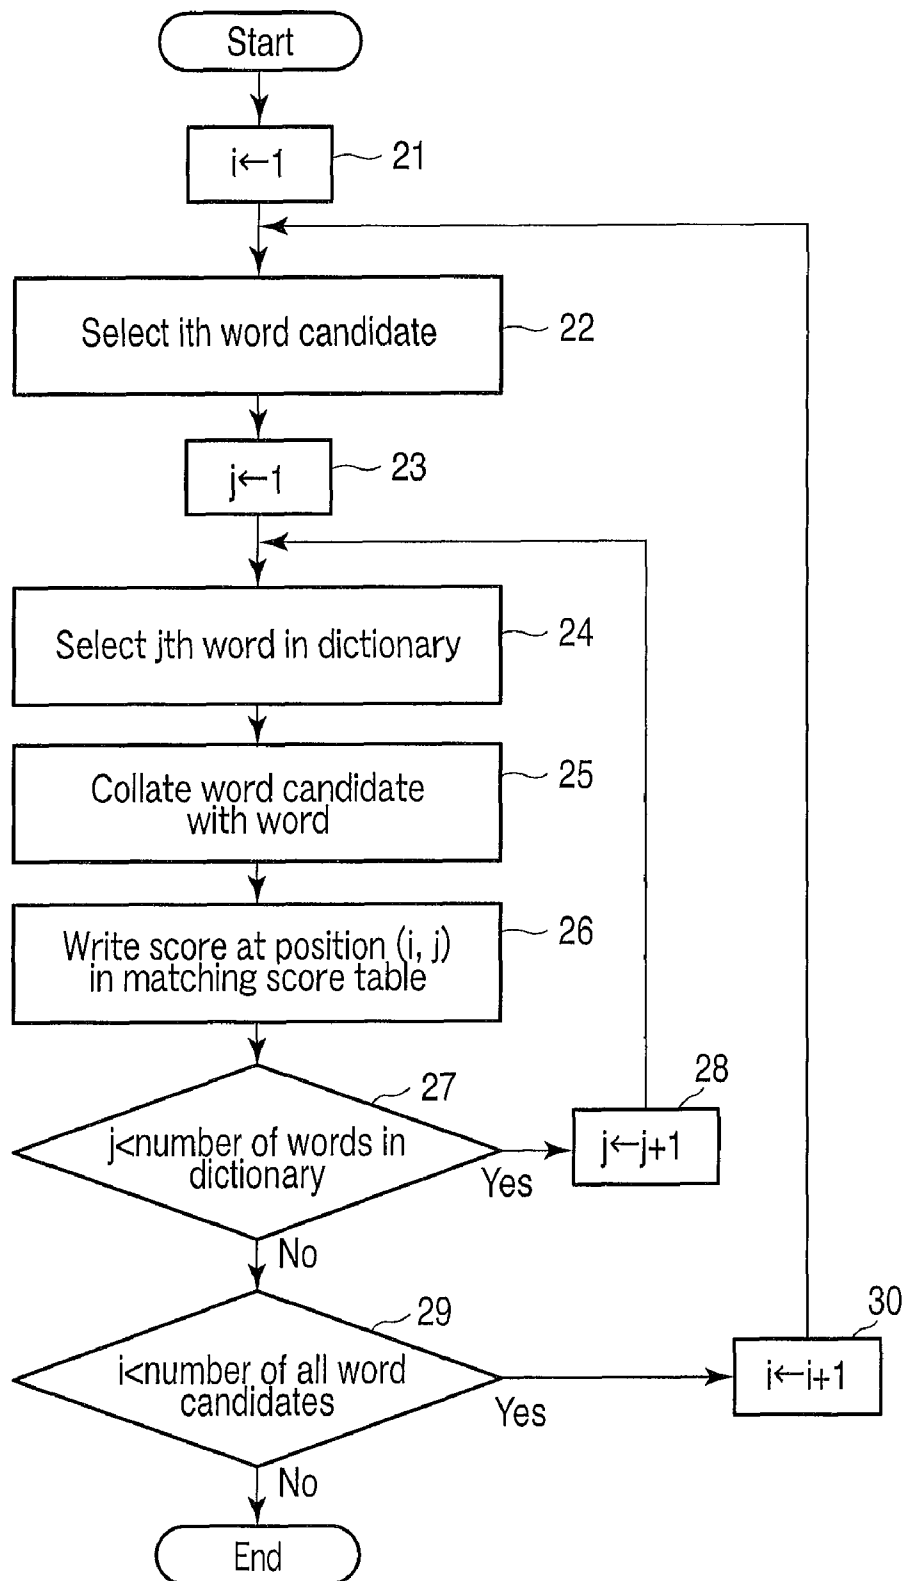 Start
i←1
21
Select ith word candidate
22
j←1
23
Select jth word in dictionary
24
Collate word candidate
with word
25
Write score at position (i, j)
in matching score table
26
27
j<number of words in
dictionary
Yes
28
j←j+1
No
29
i<number of all word
candidates
Yes
30
i←i+1
No
End